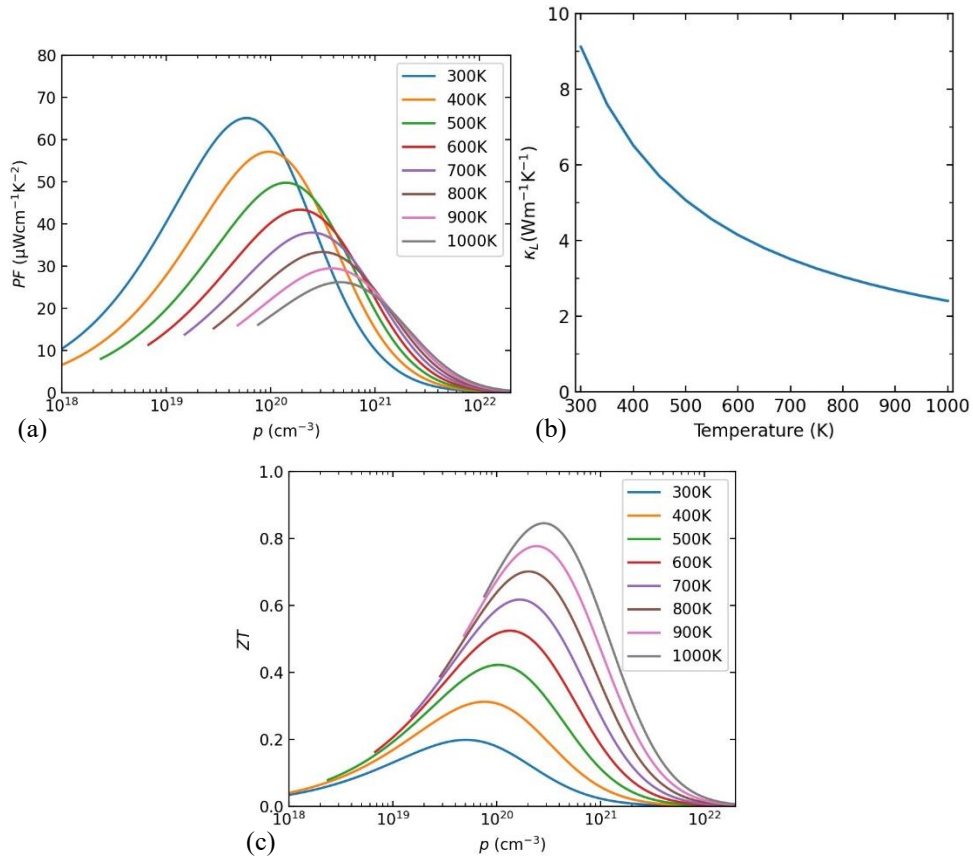 80
70
60
50
40
30
20
10
0
PF (μWcm⁻¹K⁻²)
300K
400K
500K
600K
700K
800K
900K
1000K
10¹⁸
10¹⁹
10²⁰
10²¹
10²²
p (cm⁻³)
(a)
10
8
6
4
2
0
κL(Wm⁻¹K⁻¹)
300
400
500
600
700
800
900
1000
Temperature (K)
(b)
1.0
0.8
0.6
0.4
0.2
0.0
ZT
300K
400K
500K
600K
700K
800K
900K
1000K
10¹⁸
10¹⁹
10²⁰
10²¹
10²²
p (cm⁻³)
(c)